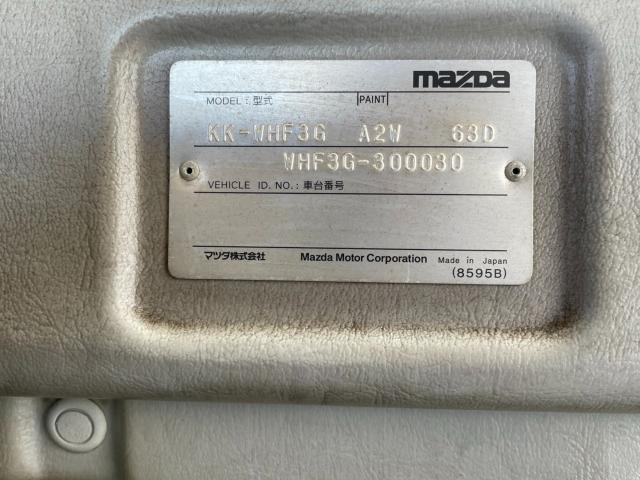 mazda
MODEL : 型式 PAINT
KK-WHF3G A2W 63D
WHF3G-300030
VEHICLE ID. NO.: 車台番号
マツダ株式会社 Mazda Motor Corporation Made in Japan
(8595B)